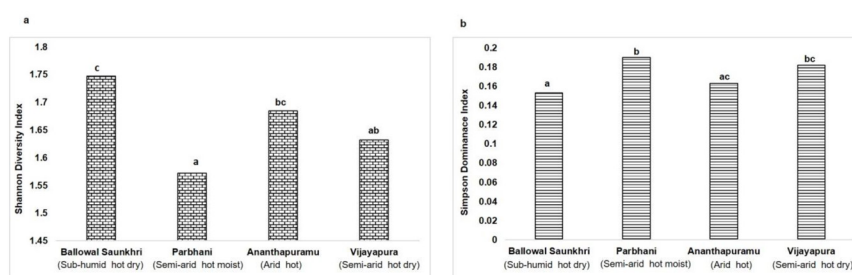 a
Shannon Diversity Index
1.8
1.75
1.7
1.65
1.6
1.55
1.5
1.45
c
a
bc
ab
Ballowal Saunkhri Parbhani Ananthapuramu Vijayapura
(Sub-humid hot dry) (Semi-arid hot moist) (Arid hot) (Semi-arid hot dry)
b
Simpson Dominanace Index
0.2
0.18
0.16
0.14
0.12
0.1
0.08
0.06
0.04
0.02
0
a
b
ac
bc
Ballowal Saunkhri Parbhani Ananthapuramu Vijayapura
(Sub-humid hot dry) (Semi-arid hot moist) (Arid hot) (Semi-arid hot dry)